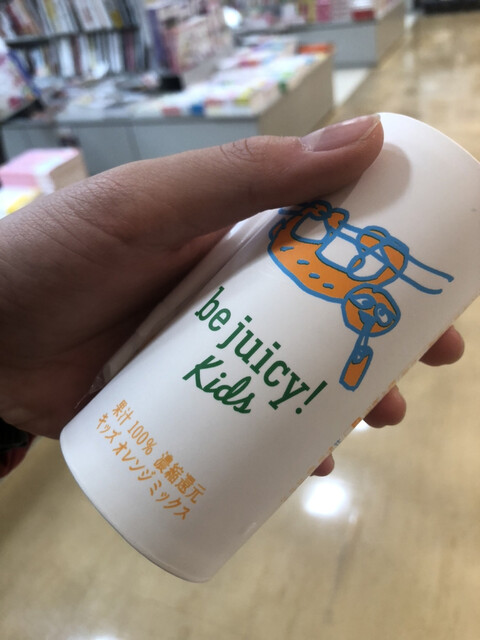 be juicy!
Kids
果汁100% 濃縮還元
キッズ オレンジミックス